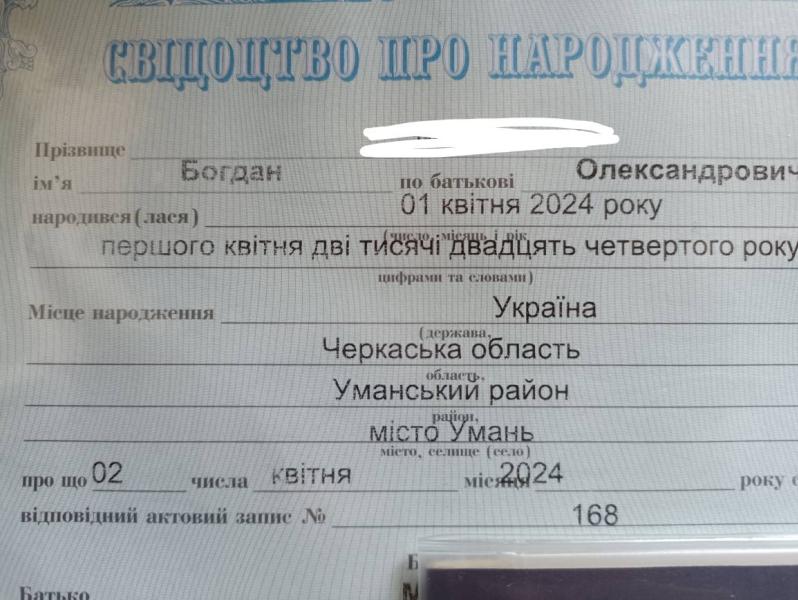 СВІДОЦТВО ПРО НАРОДЖЕННЯ
Прізвище
ім'я Богдан по батькові Олександрович
народився(лася) 01 квітня 2024 року
(число, місяць і рік
першого квітня дві тисячі двадцять четвертого року
цифрами та словами)
Місце народження Україна
(держава,
Черкаська область
область,
Уманський район
район,
місто Умань
місто, селище (село)
про що 02 числа квітня місяця 2024 року
відповідний актовий запис № 168
Батько